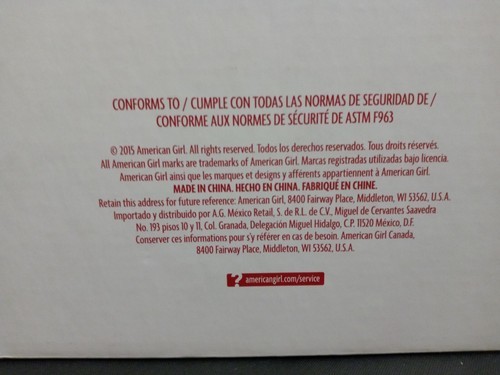 CONFORMS TO / CUMPLE CON TODAS LAS NORMAS DE SEGURIDAD DE /
CONFORME AUX NORMES DE SÉCURITÉ DE ASTM F963
© 2015 American Girl. All rights reserved. Todos los derechos reservados. Tous droits réservés.
All American Girl marks are trademarks of American Girl. Marcas registradas utilizadas bajo licencia.
American Girl ainsi que les marques et designs y afférents appartiennent à American Girl.
MADE IN CHINA. HECHO EN CHINA. FABRIQUÉ EN CHINE.
Retain this address for future reference: American Girl, 8400 Fairway Place, Middleton, WI 53562, U.S.A.
Importado y distribuido por A.G. México Retail, S. de R.L. de C.V., Miguel de Cervantes Saavedra
No. 193 pisos 10 y 11, Col. Granada, Delegación Miguel Hidalgo, C.P. 11520 México, D.F.
Conserver ces informations pour s'y référer en cas de besoin. American Girl Canada,
8400 Fairway Place, Middleton, WI 53562, U.S.A.
? americangirl.com/service